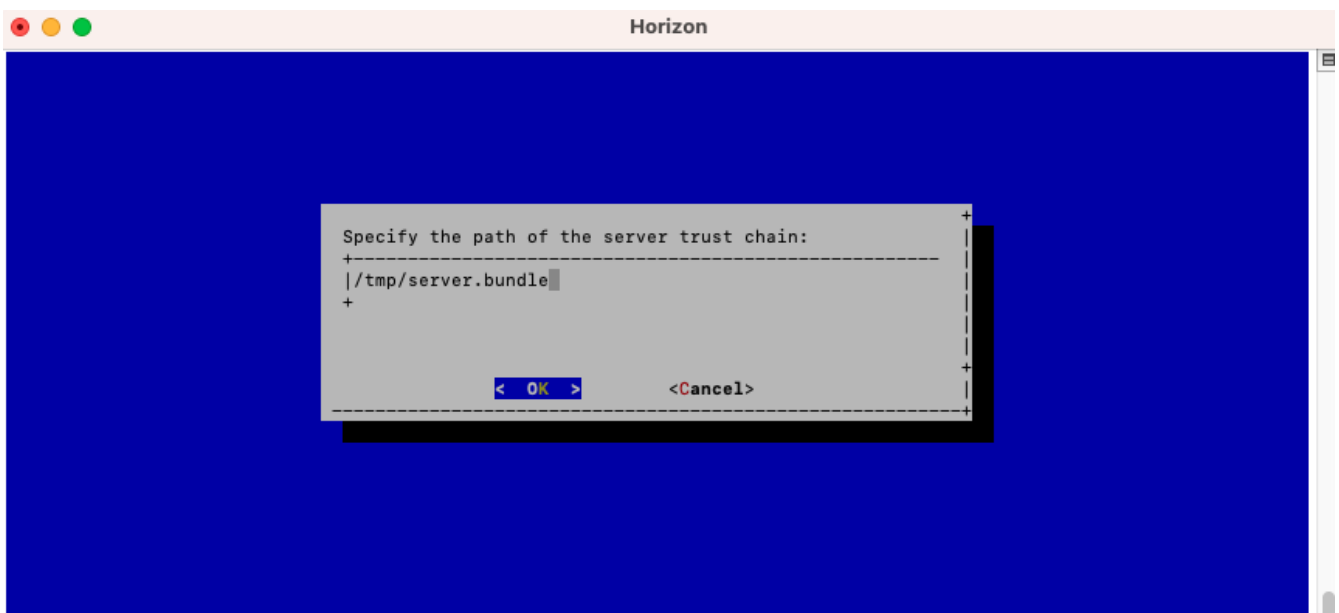 Horizon
Specify the path of the server trust chain:
/tmp/server.bundle
< OK > <Cancel>